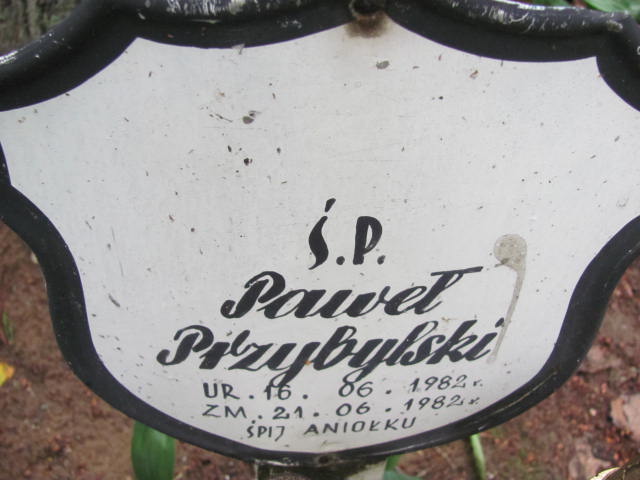 Ś.P.
Paweł
Przybylski
UR. 16. 06. 1982 r.
ZM. 21. 06. 1982 r.
ŚPIJ ANIOŁKU